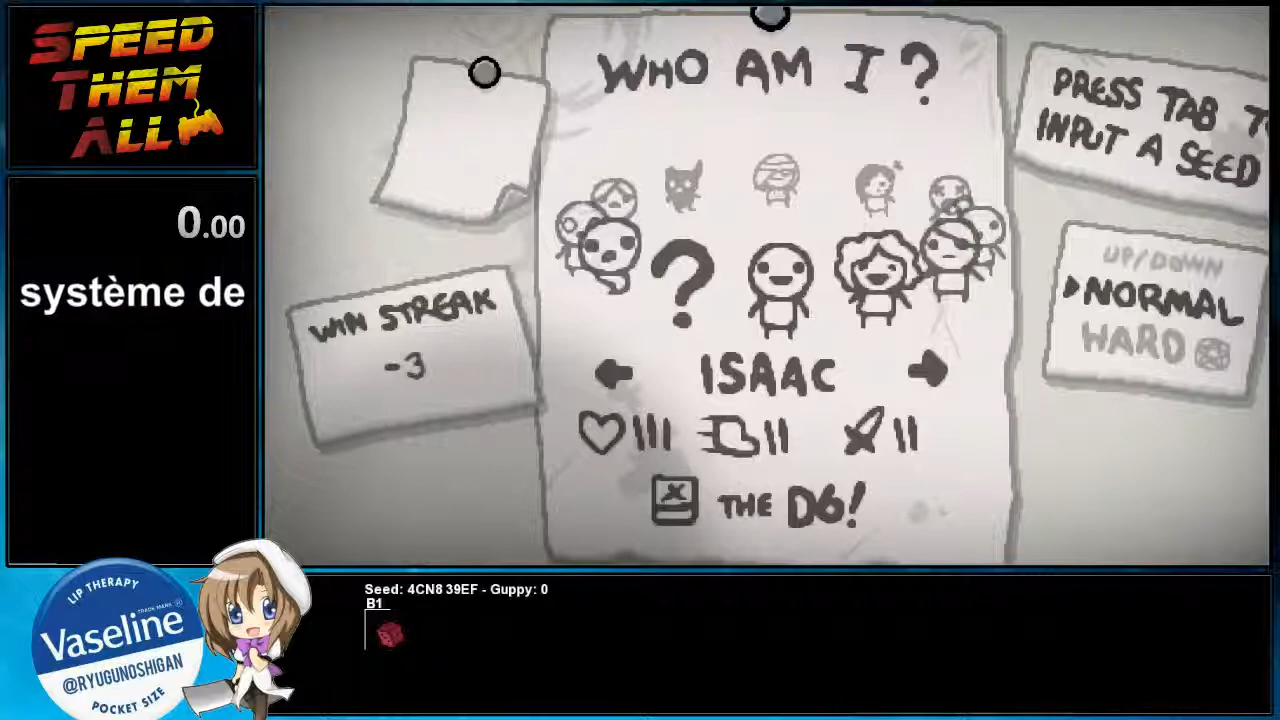 SPEED
THEM
ALL
0.00
système de
WHO AM I?
PRESS TAB T
INPUT A SEED
WIN STREAK
-3
UP/DOWN
NORMAL
HARD
ISAAC
THE D6!
LIP THERAPY
Vaseline
@RYUGUNOSHIGAN
POCKET SIZE
Seed: 4CN8 39EF - Guppy: 0
B1